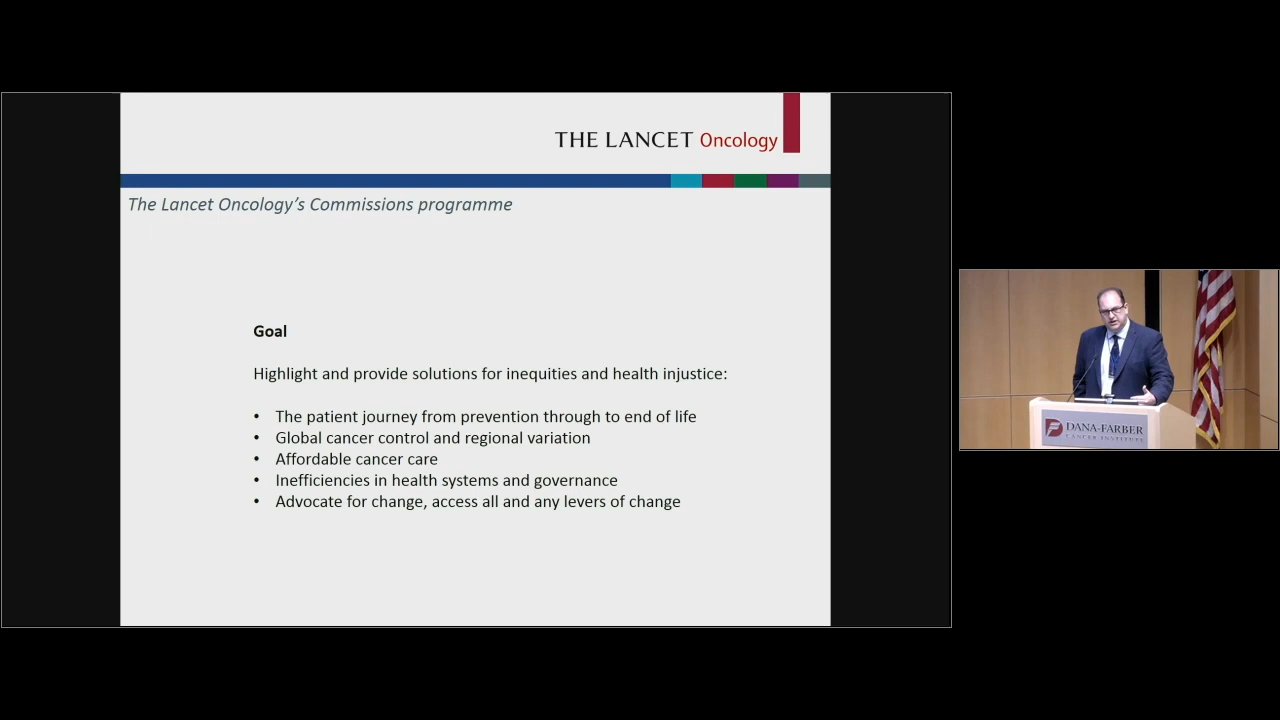 THE LANCET Oncology
The Lancet Oncology's Commissions programme
Goal
Highlight and provide solutions for inequities and health injustice:
• The patient journey from prevention through to end of life
• Global cancer control and regional variation
• Affordable cancer care
• Inefficiencies in health systems and governance
• Advocate for change, access all and any levers of change
DANA-FARBER
CANCER INSTITUTE